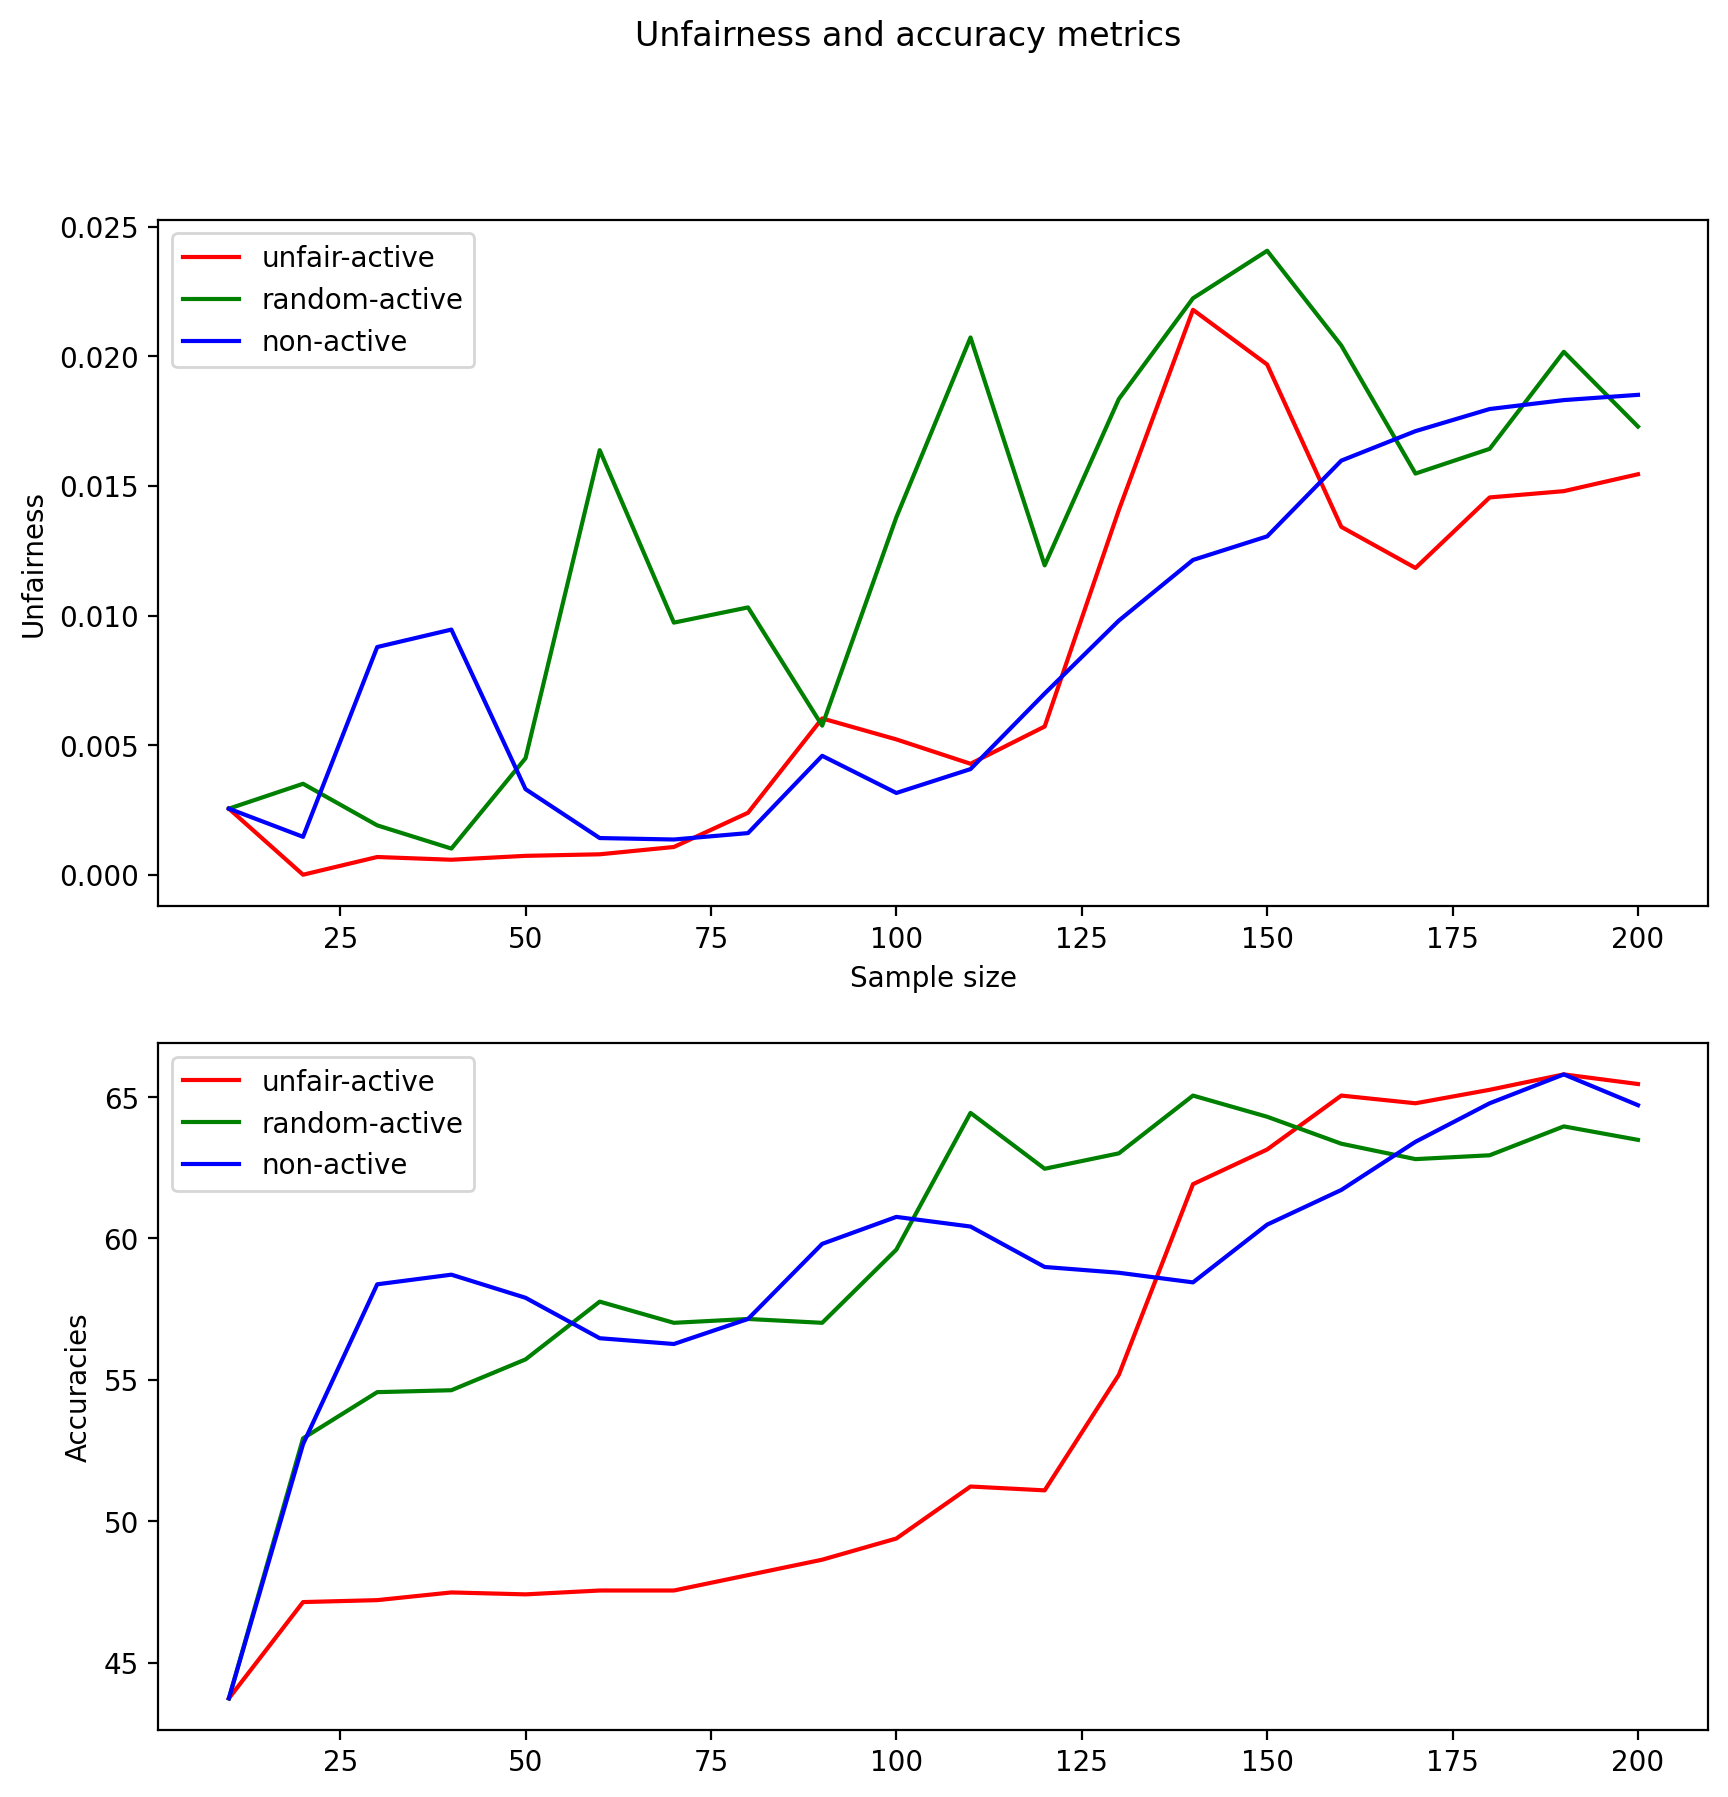 Unfairness and accuracy metrics
0.025
0.020
0.015
0.010
0.005
0.000
Unfairness
unfair-active
random-active
non-active
25 50 75 100 125 150 175 200
Sample size
65
60
55
50
45
Accuracies
unfair-active
random-active
non-active
25 50 75 100 125 150 175 200